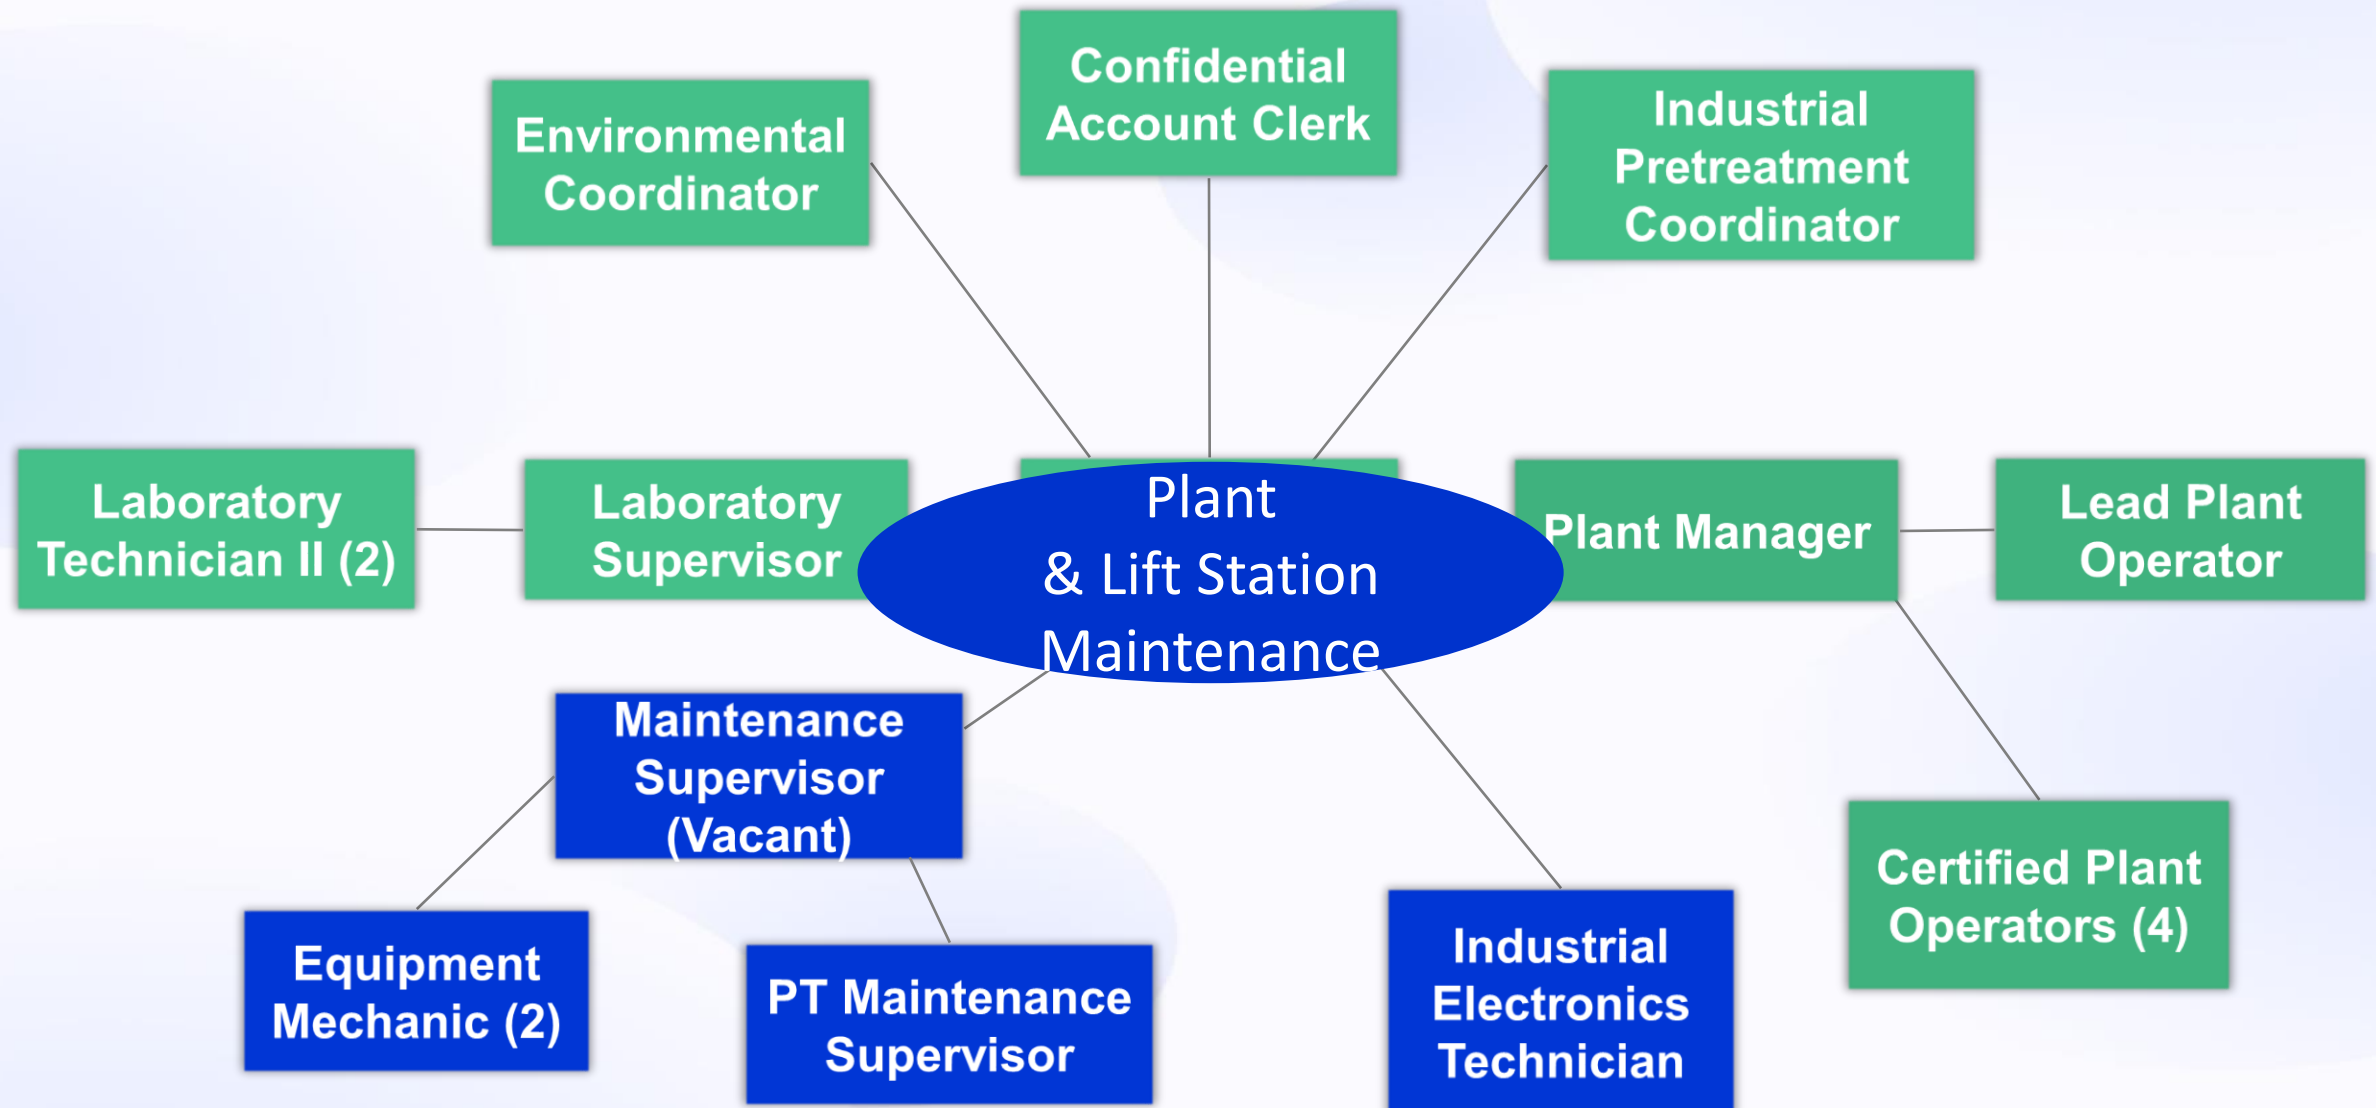 Confidential
Account Clerk
Environmental
Coordinator
Industrial
Pretreatment
Coordinator
Laboratory
Technician II (2)
Laboratory
Supervisor
Plant
& Lift Station
Maintenance
Plant Manager
Lead Plant
Operator
Maintenance
Supervisor
(Vacant)
Certified Plant
Operators (4)
Equipment
Mechanic (2)
PT Maintenance
Supervisor
Industrial
Electronics
Technician